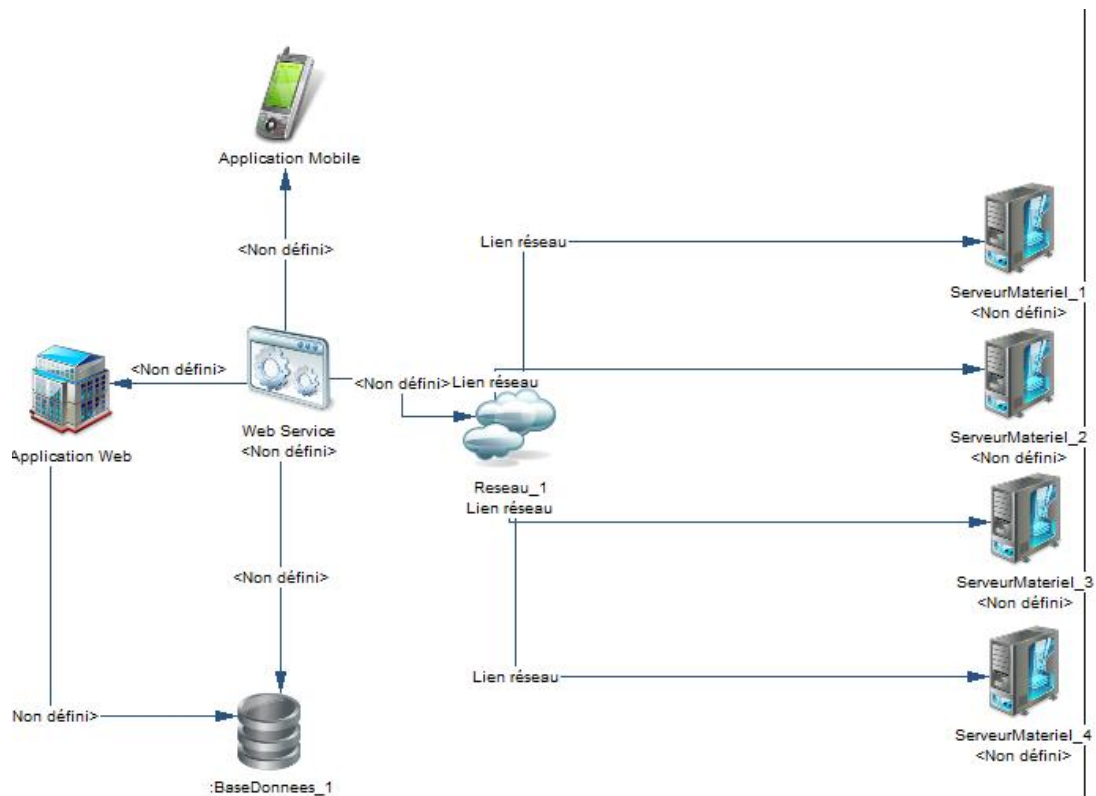 Application Mobile
<Non défini>
Lien réseau
ServeurMateriel_1
<Non défini>
<Non défini>
<Non défini>
Lien réseau
Web Service
<Non défini>
Application Web
ServeurMateriel_2
<Non défini>
Reseau_1
Lien réseau
<Non défini>
ServeurMateriel_3
<Non défini>
Lien réseau
Non défini>
ServeurMateriel_4
<Non défini>
:BaseDonnees_1